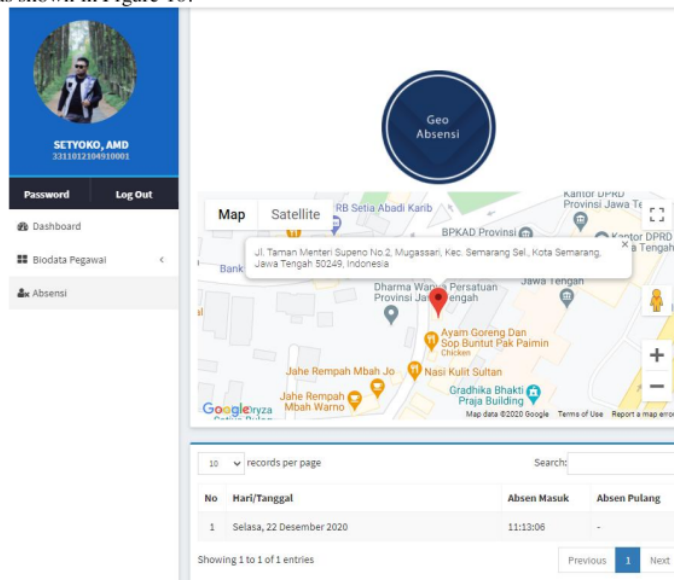 is shown in Figure 18.
SETYOKO, AMD
3311012104910001
Password
Log Out
Dashboard
Biodata Pegawai
Absensi
Geo
Absensi
Map
Satellite
RB Setia Abadi Karib
Kantor DPRD
Provinsi Jawa Te
BPKAD Provinsi
Kantor DPRD
a Tengah
Jl. Taman Menteri Supeno No.2, Mugassari, Kec. Semarang Sel., Kota Semarang,
Jawa Tengah 50249, Indonesia
Bank
Jawa Tengah
Dharma Wanita Persatuan
Provinsi Jawa Tengah
Ayam Goreng Dan
Sop Buntut Pak Paimin
Chicken
Jahe Rempah Mbah Jo
Nasi Kulit Sultan
Jahe Rempah
Mbah Warno
Gradhika Bhakti
Praja Building
Google
ryza
Map data ©2020 Google
Terms of Use
Report a map error
10 records per page
Search:
No Hari/Tanggal Absen Masuk Absen Pulang
1 Selasa, 22 Desember 2020 11:13:06 -
Showing 1 to 1 of 1 entries
Previous 1 Next